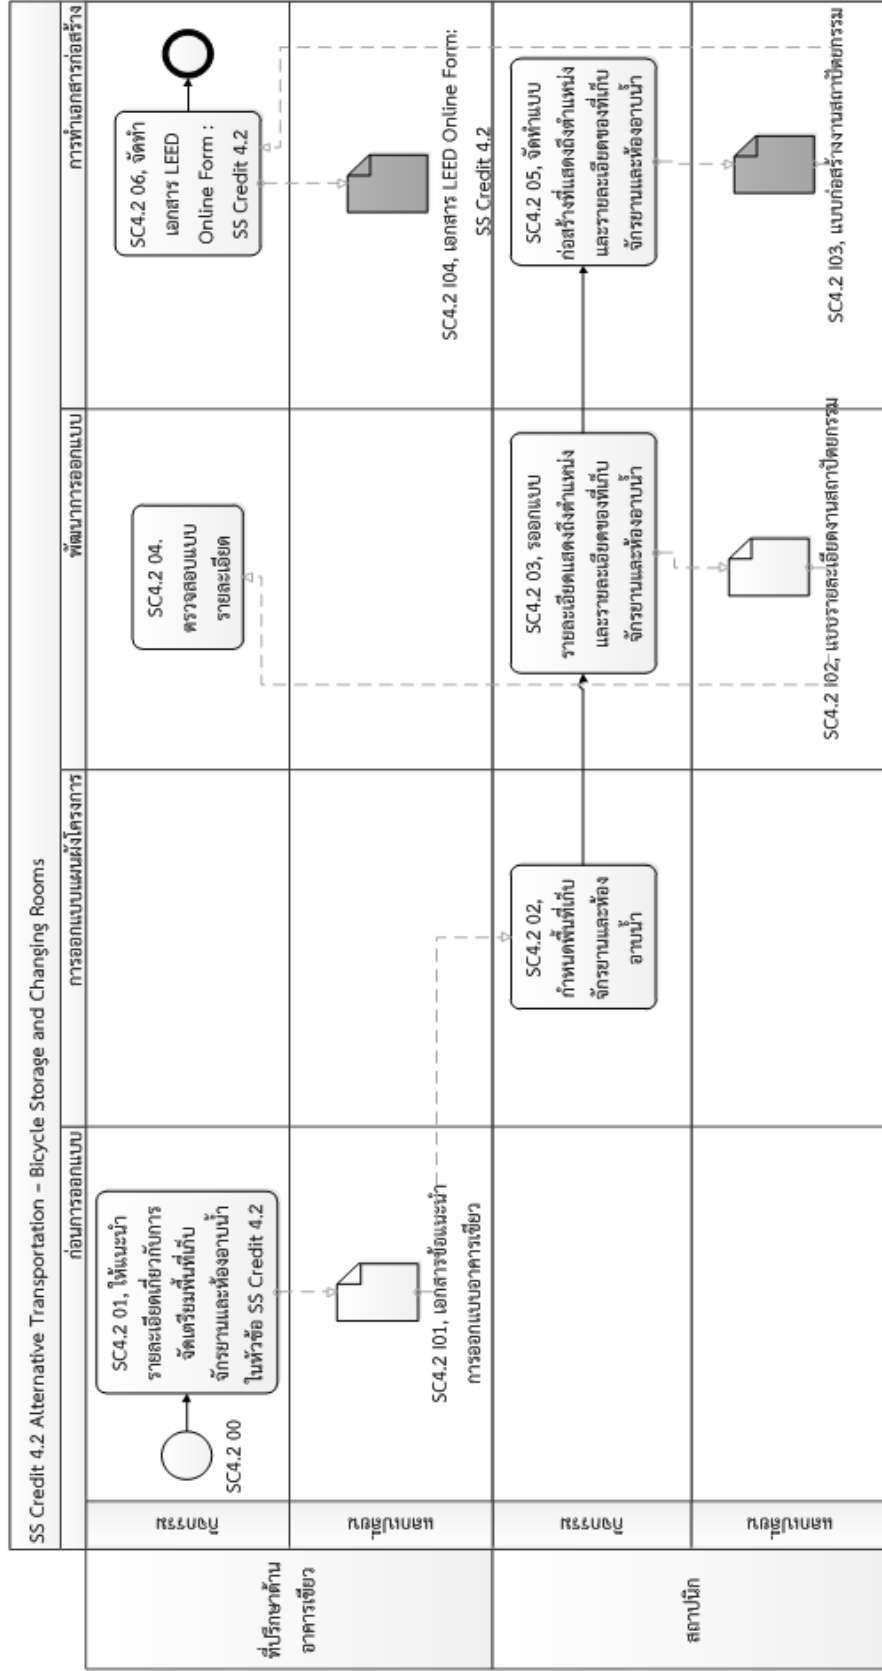 SS Credit 4.2 Alternative Transportation – Bicycle Storage and Changing Rooms
ก่อนการออกแบบ
การออกแบบแผนผังโครงการ
พัฒนาการออกแบบ
การทำเอกสารก่อสร้าง
ที่ปรึกษาด้าน
อาคารเขียว
กิจกรรม
SC4.2 00
SC4.2 01, ให้แนะนำ
รายละเอียดเกี่ยวกับการ
จัดเตรียมพื้นที่เก็บ
จักรยานและห้องอาบน้ำ
ในหัวข้อ SS Credit 4.2
SC4.2 04.
ตรวจสอบแบบ
รายละเอียด
SC4.2 06, จัดทำ
เอกสาร LEED
Online Form :
SS Credit 4.2
แลกเปลี่ยน
SC4.2 I01, เอกสารข้อแนะนำ
การออกแบบอาคารเขียว
SC4.2 I04, เอกสาร LEED Online Form:
SS Credit 4.2
สถาปนิก
กิจกรรม
SC4.2 02,
กำหนดพื้นที่เก็บ
จักรยานและห้อง
อาบน้ำ
SC4.2 03, รออกแบบ
รายละเอียดแสดงถึงตำแหน่ง
และรายละเอียดของที่เก็บ
จักรยานและห้องอาบน้ำ
SC4.2 05, จัดทำแบบ
ก่อสร้างที่แสดงถึงตำแหน่ง
และรายละเอียดของที่เก็บ
จักรยานและห้องอาบน้ำ
แลกเปลี่ยน
SC4.2 I02, แบบรายละเอียดงานสถาปัตยกรรม
SC4.2 I03, แบบก่อสร้างงานสถาปัตยกรรม